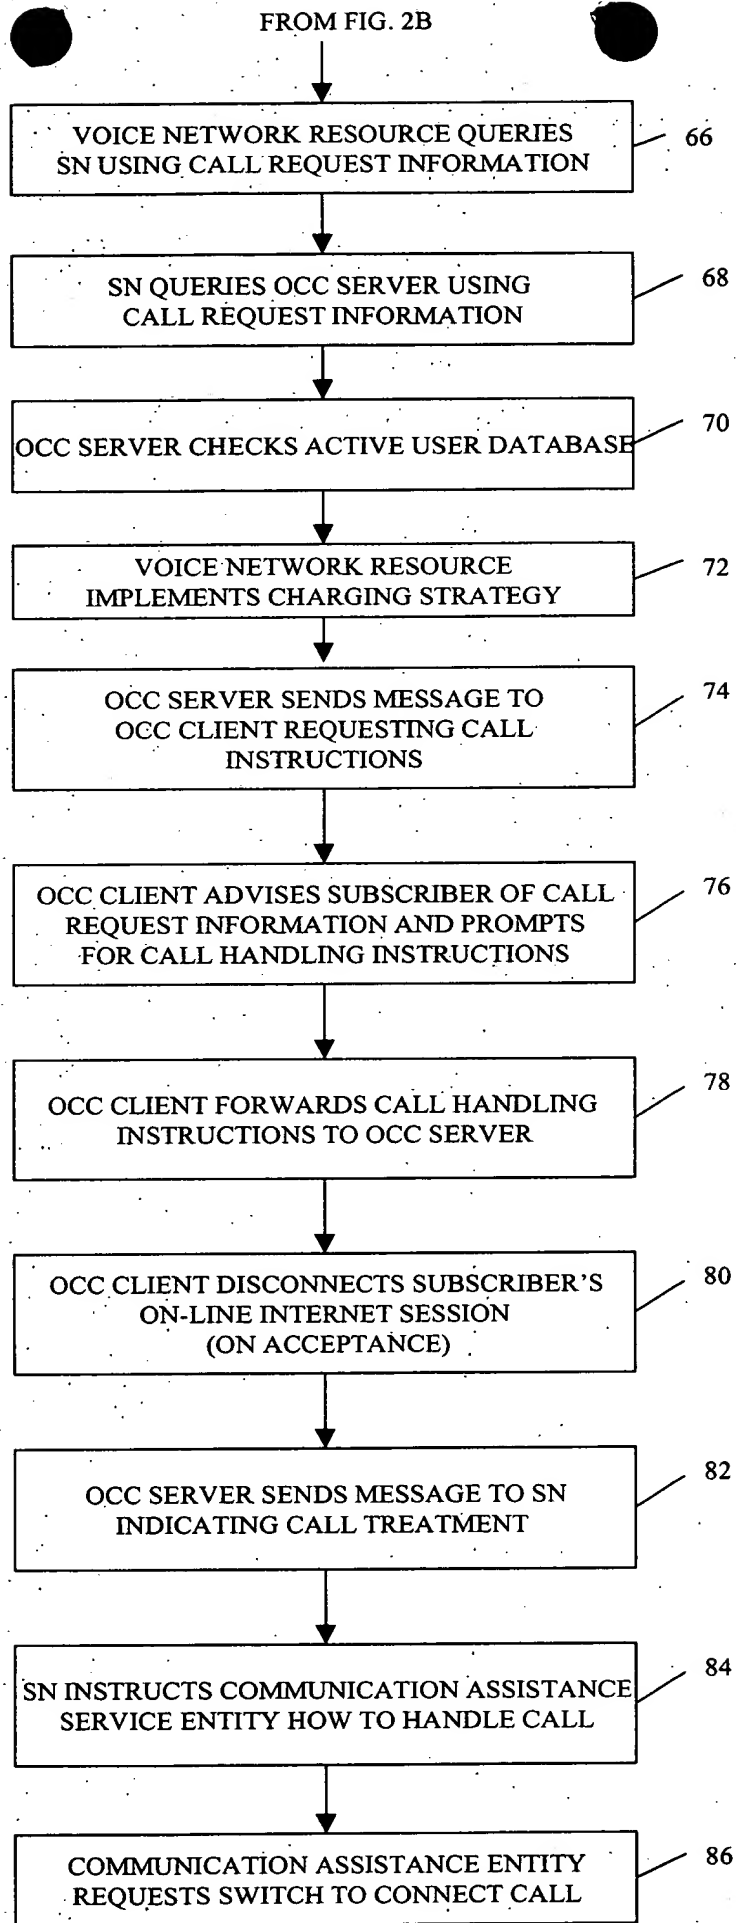 FROM FIG. 2B
VOICE NETWORK RESOURCE QUERIES
SN USING CALL REQUEST INFORMATION
66
SN QUERIES OCC SERVER USING
CALL REQUEST INFORMATION
68
OCC SERVER CHECKS ACTIVE USER DATABASE
70
VOICE NETWORK RESOURCE
IMPLEMENTS CHARGING STRATEGY
72
OCC SERVER SENDS MESSAGE TO
OCC CLIENT REQUESTING CALL
INSTRUCTIONS
74
OCC CLIENT ADVISES SUBSCRIBER OF CALL
REQUEST INFORMATION AND PROMPTS
FOR CALL HANDLING INSTRUCTIONS
76
OCC CLIENT FORWARDS CALL HANDLING
INSTRUCTIONS TO OCC SERVER
78
OCC CLIENT DISCONNECTS SUBSCRIBER'S
ON-LINE INTERNET SESSION
(ON ACCEPTANCE)
80
OCC SERVER SENDS MESSAGE TO SN
INDICATING CALL TREATMENT
82
SN INSTRUCTS COMMUNICATION ASSISTANCE
SERVICE ENTITY HOW TO HANDLE CALL
84
COMMUNICATION ASSISTANCE ENTITY
REQUESTS SWITCH TO CONNECT CALL
86